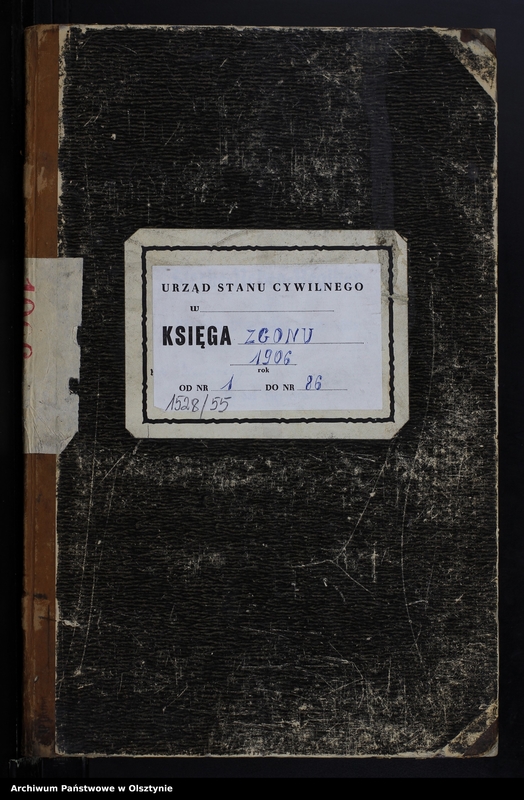 URZĄD STANU CYWILNEGO
w
KSIĘGA ZGONU
1906
rok
OD NR 1 DO NR 86
1528/55
Archiwum Państwowe w Olsztynie